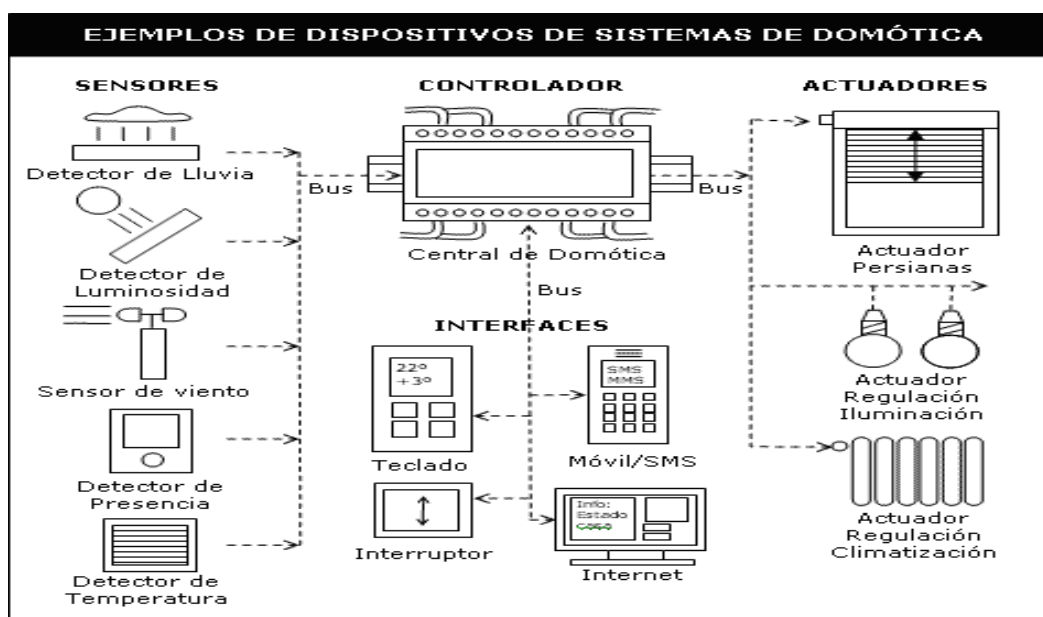 EJEMPLOS DE DISPOSITIVOS DE SISTEMAS DE DOMÓTICA
SENSORES
Detector de Lluvia
Detector de
Luminosidad
Sensor de viento
Detector de
Presencia
Detector de
Temperatura
Bus
CONTROLADOR
Central de Domótica
Bus
Bus
INTERFACES
22º
+3º
Teclado
SMS
MMS
Móvil/SMS
Interruptor
Info:
Estado
casa
Internet
ACTUADORES
Actuador
Persianas
Actuador
Regulación
Iluminación
Actuador
Regulación
Climatización